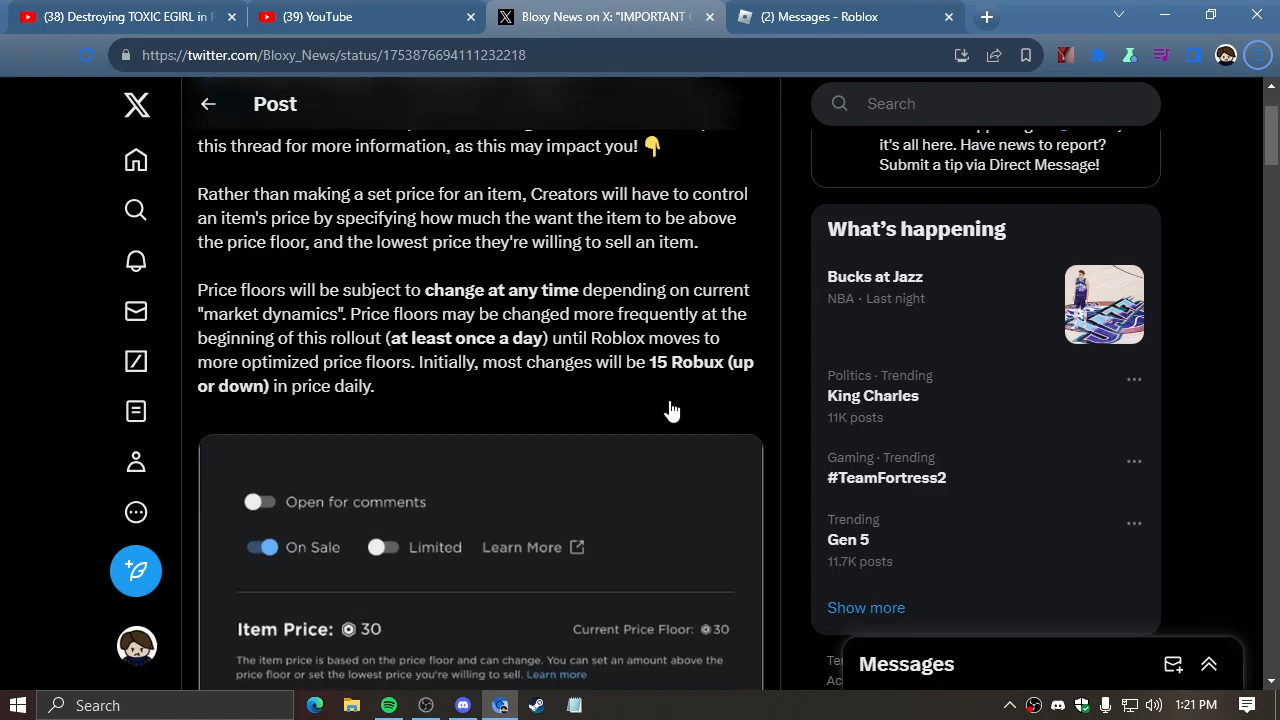 (38) Destroying TOXIC EGIRL in
(39) YouTube
Bloxy News on X: "IMPORTANT
(2) Messages - Roblox
https://twitter.com/Bloxy_News/status/1753876694111232218
Post
this thread for more information, as this may impact you! 👇
Rather than making a set price for an item, Creators will have to control
an item's price by specifying how much the want the item to be above
the price floor, and the lowest price they're willing to sell an item.
Price floors will be subject to change at any time depending on current
"market dynamics". Price floors may be changed more frequently at the
beginning of this rollout (at least once a day) until Roblox moves to
more optimized price floors. Initially, most changes will be 15 Robux (up
or down) in price daily.
Open for comments
On Sale
Limited
Learn More
Item Price: 30
Current Price Floor: 30
The item price is based on the price floor and can change. You can set an amount above the
price floor or set the lowest price you're willing to sell. Learn more
Search
it's all here. Have news to report?
Submit a tip via Direct Message!
What's happening
Bucks at Jazz
NBA · Last night
Politics · Trending
King Charles
11K posts
Gaming · Trending
#TeamFortress2
Trending
Gen 5
11.7K posts
Show more
Messages
Search
1:21 PM